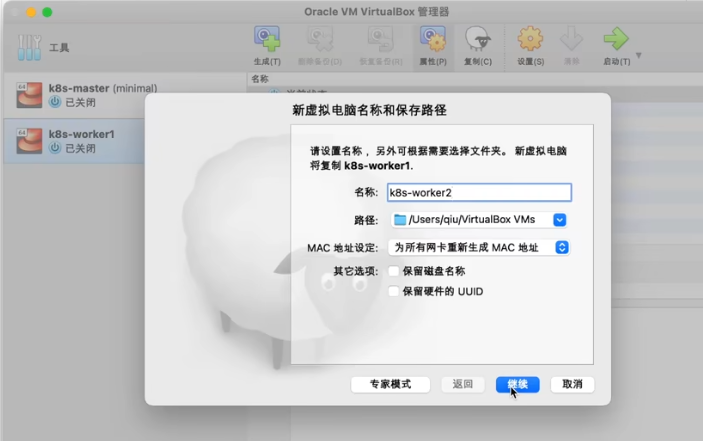 Oracle VM VirtualBox 管理器
工具
生成(T)
删除备份(D)
恢复备份(R)
属性(P)
复制(C)
设置(S)
清除
启动(T)
名称
64
k8s-master (minimal)
已关闭
64
k8s-worker1
已关闭
新虚拟电脑名称和保存路径
请设置名称，另外可根据需要选择文件夹。 新虚拟电脑
将复制 k8s-worker1.
名称: k8s-worker2
路径: /Users/qiu/VirtualBox VMs
MAC 地址设定: 为所有网卡重新生成 MAC 地址
其它选项: 保留磁盘名称
保留硬件的 UUID
专家模式
返回
继续
取消